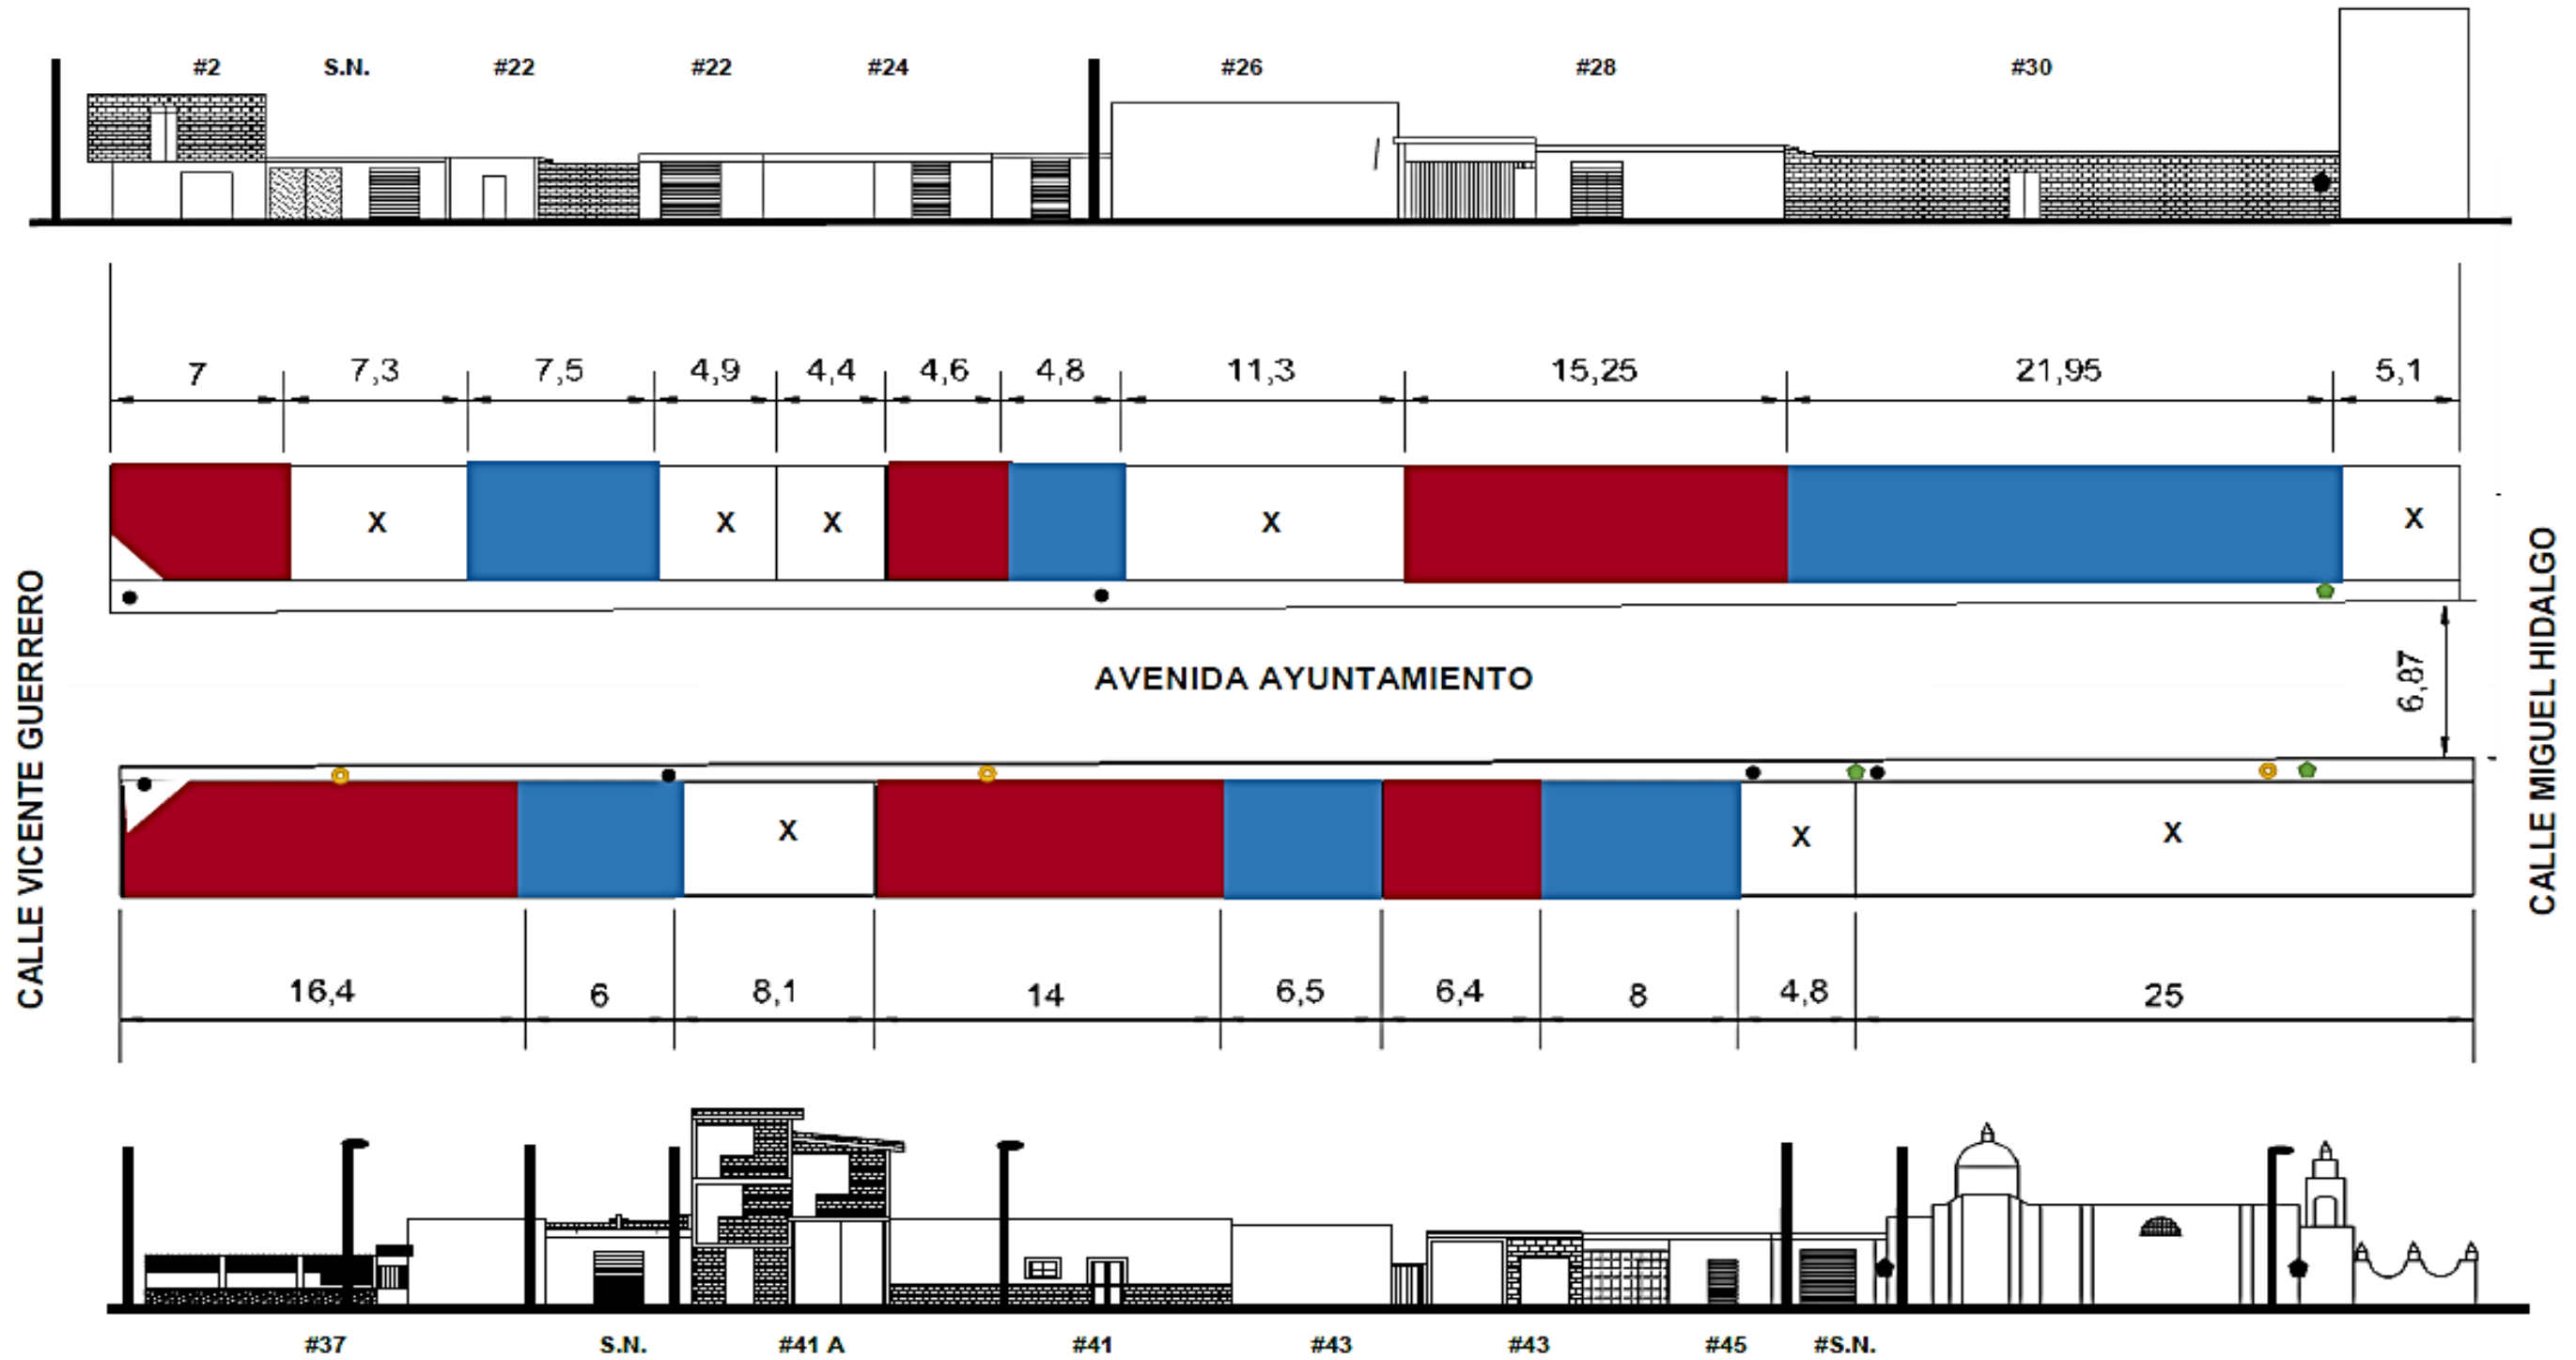 #2 S.N. #22 #22 #24 #26 #28 #30
7 7,3 7,5 4,9 4,4 4,6 4,8 11,3 15,25 21,95 5,1
X X X X X
CALLE VICENTE GUERRERO
AVENIDA AYUNTAMIENTO
6,87
CALLE MIGUEL HIDALGO
X X X
16,4 6 8,1 14 6,5 6,4 8 4,8 25
#37 S.N. #41 A #41 #43 #43 #45 #S.N.